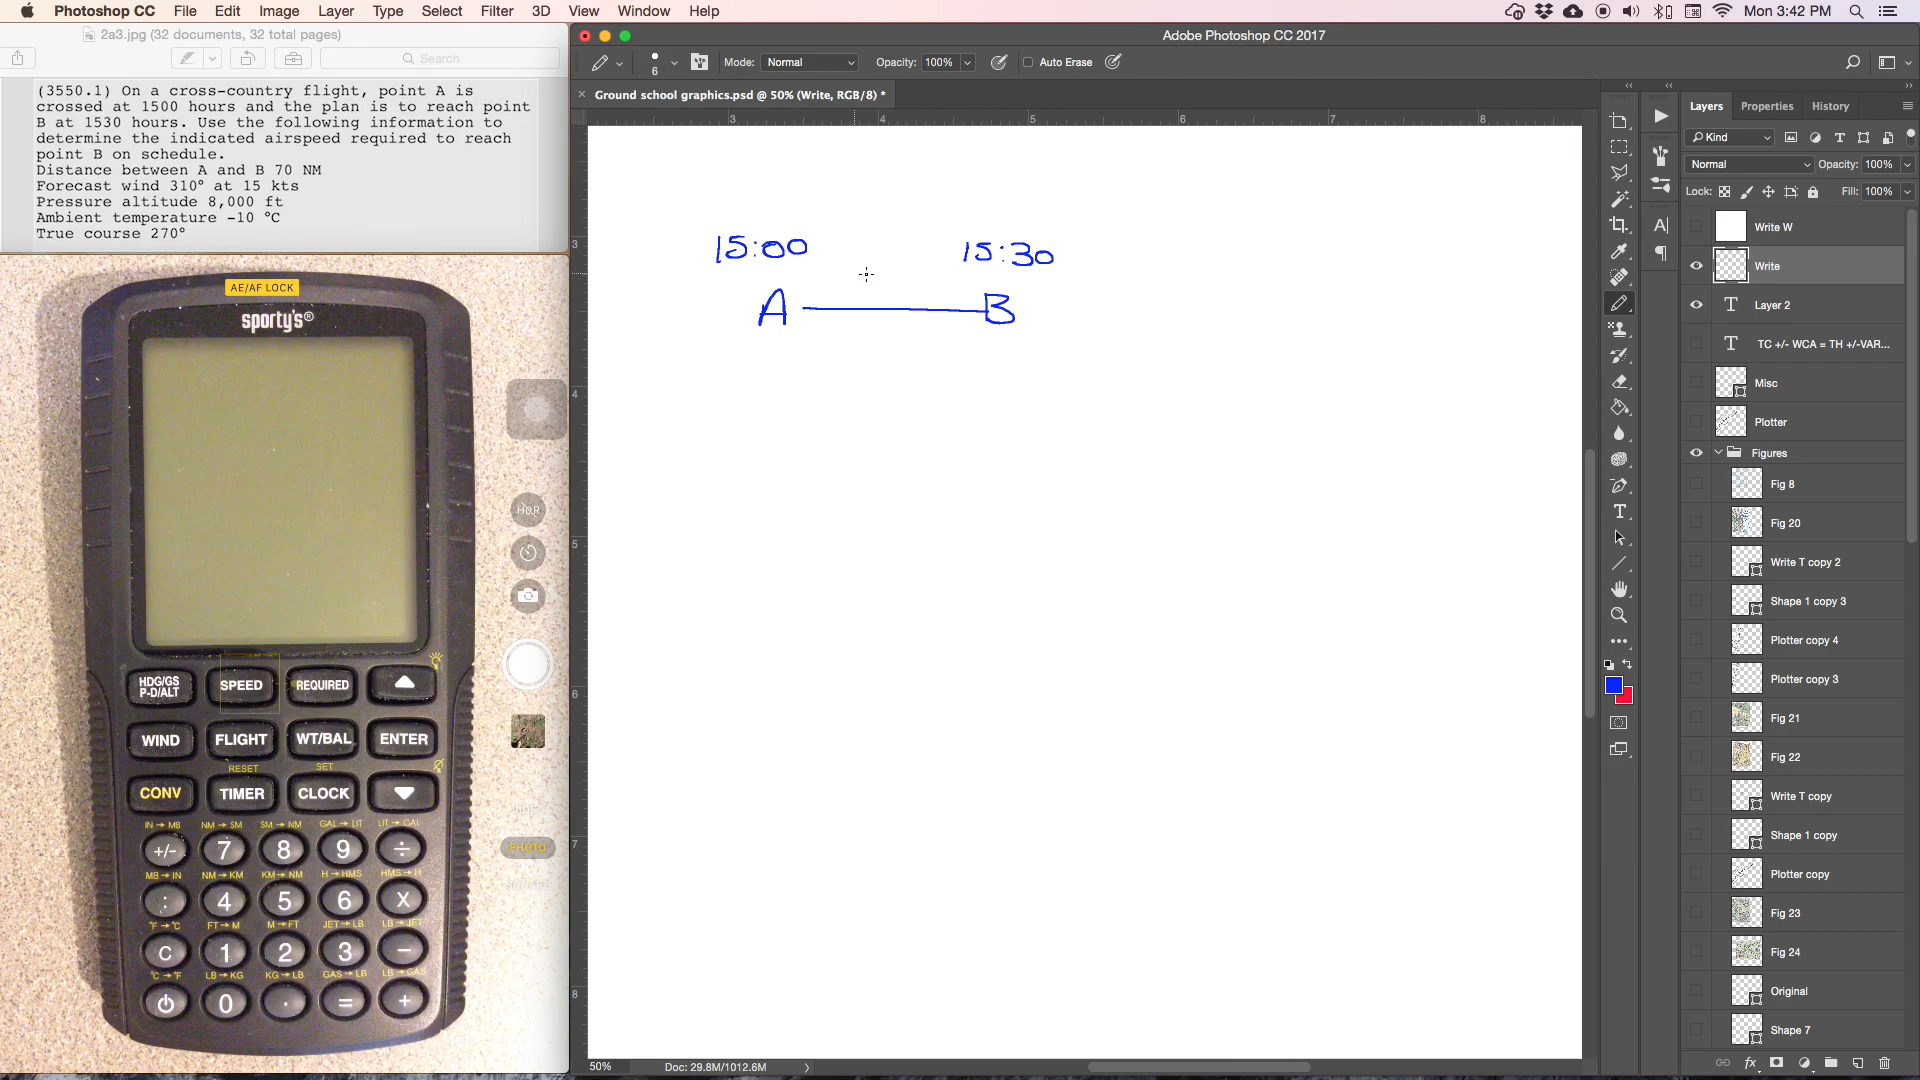 Photoshop CC File Edit Image Layer Type Select Filter 3D View Window Help Mon 3:42 PM
2a3.jpg (32 documents, 32 total pages)
Search
(3550.1) On a cross-country flight, point A is
crossed at 1500 hours and the plan is to reach point
B at 1530 hours. Use the following information to
determine the indicated airspeed required to reach
point B on schedule.
Distance between A and B 70 NM
Forecast wind 310° at 15 kts
Pressure altitude 8,000 ft
Ambient temperature -10 °C
True course 270°
AE/AF LOCK
sporty's®
HDR
HDG/GS
P-D/ALT
SPEED REQUIRED
WIND FLIGHT WT/BAL ENTER
RESET SET
CONV TIMER CLOCK
IN→MB NM→SM SM→NM GAL→LIT LIT→GAL
+/- 7 8 9 ÷
MB→IN NM→KM KM→NM H→HMS HMS→H
: 4 5 6 X
°F→°C FT→M M→FT JET→LB LB→JET
C 1 2 3 −
°C→°F LB→KG KG→LB GAS→LB LB→GAS
0 . = +
PHOTO
SQUARE
Adobe Photoshop CC 2017
6 Mode: Normal Opacity: 100% Auto Erase
Ground school graphics.psd @ 50% (Write, RGB/8) *
3 4 5 6 7 8
3
4
5
6
7
8
15:00 15:30
A B
50% Doc: 29.8M/1012.6M
Layers Properties History
Kind
Normal Opacity: 100%
Lock: Fill: 100%
Write W
Write
Layer 2
TC +/- WCA = TH +/-VAR...
Misc
Plotter
Figures
Fig 8
Fig 20
Write T copy 2
Shape 1 copy 3
Plotter copy 4
Plotter copy 3
Fig 21
Fig 22
Write T copy
Shape 1 copy
Plotter copy
Fig 23
Fig 24
Original
Shape 7